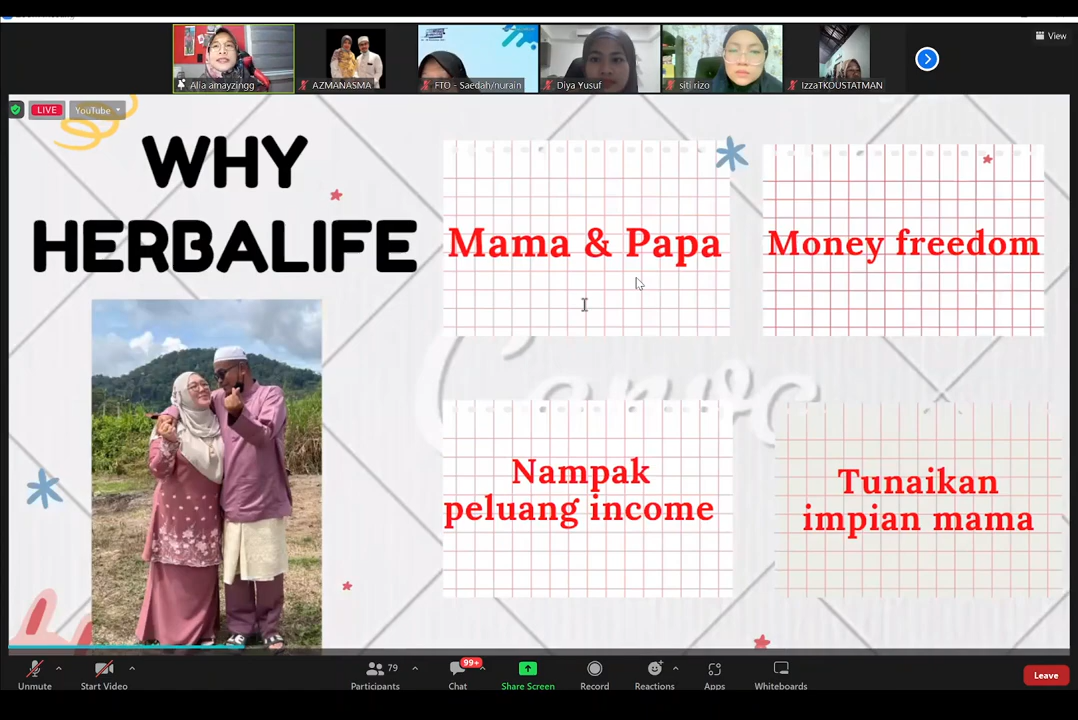 View
Alia amayzingg
AZMANASMA
FTO - Saedah/nurain
Diya Yusuf
siti rizo
IzzaTKOUSTATMAN
LIVE
YouTube
WHY
HERBALIFE
Mama & Papa
Money freedom
Nampak
peluang income
Tunaikan
impian mama
Canva
Unmute
Start Video
79
Participants
99+
Chat
Share Screen
Record
Reactions
Apps
Whiteboards
Leave